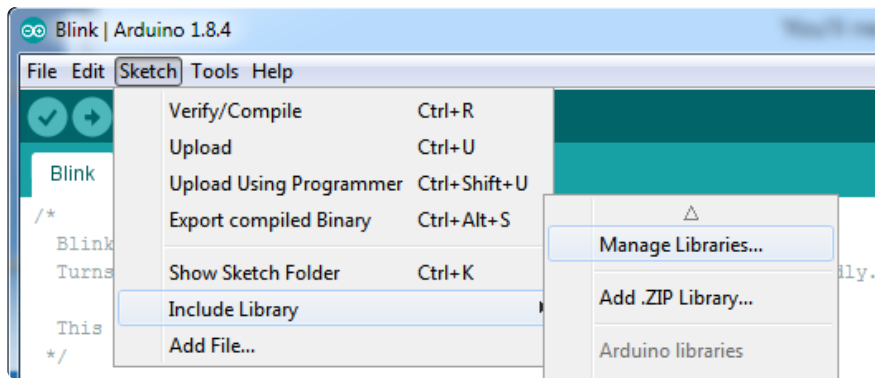 Blink | Arduino 1.8.4
File Edit Sketch Tools Help
Verify/Compile Ctrl+R
Upload Ctrl+U
Upload Using Programmer Ctrl+Shift+U
Export compiled Binary Ctrl+Alt+S
Show Sketch Folder Ctrl+K
Include Library
Add File...
Manage Libraries...
Add .ZIP Library...
Arduino libraries
Blink
/*
Blink
Turns
This
*/